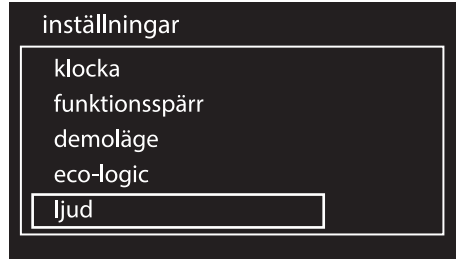 inställningar
klocka
funktionsspärr
demoläge
eco-logic
ljud